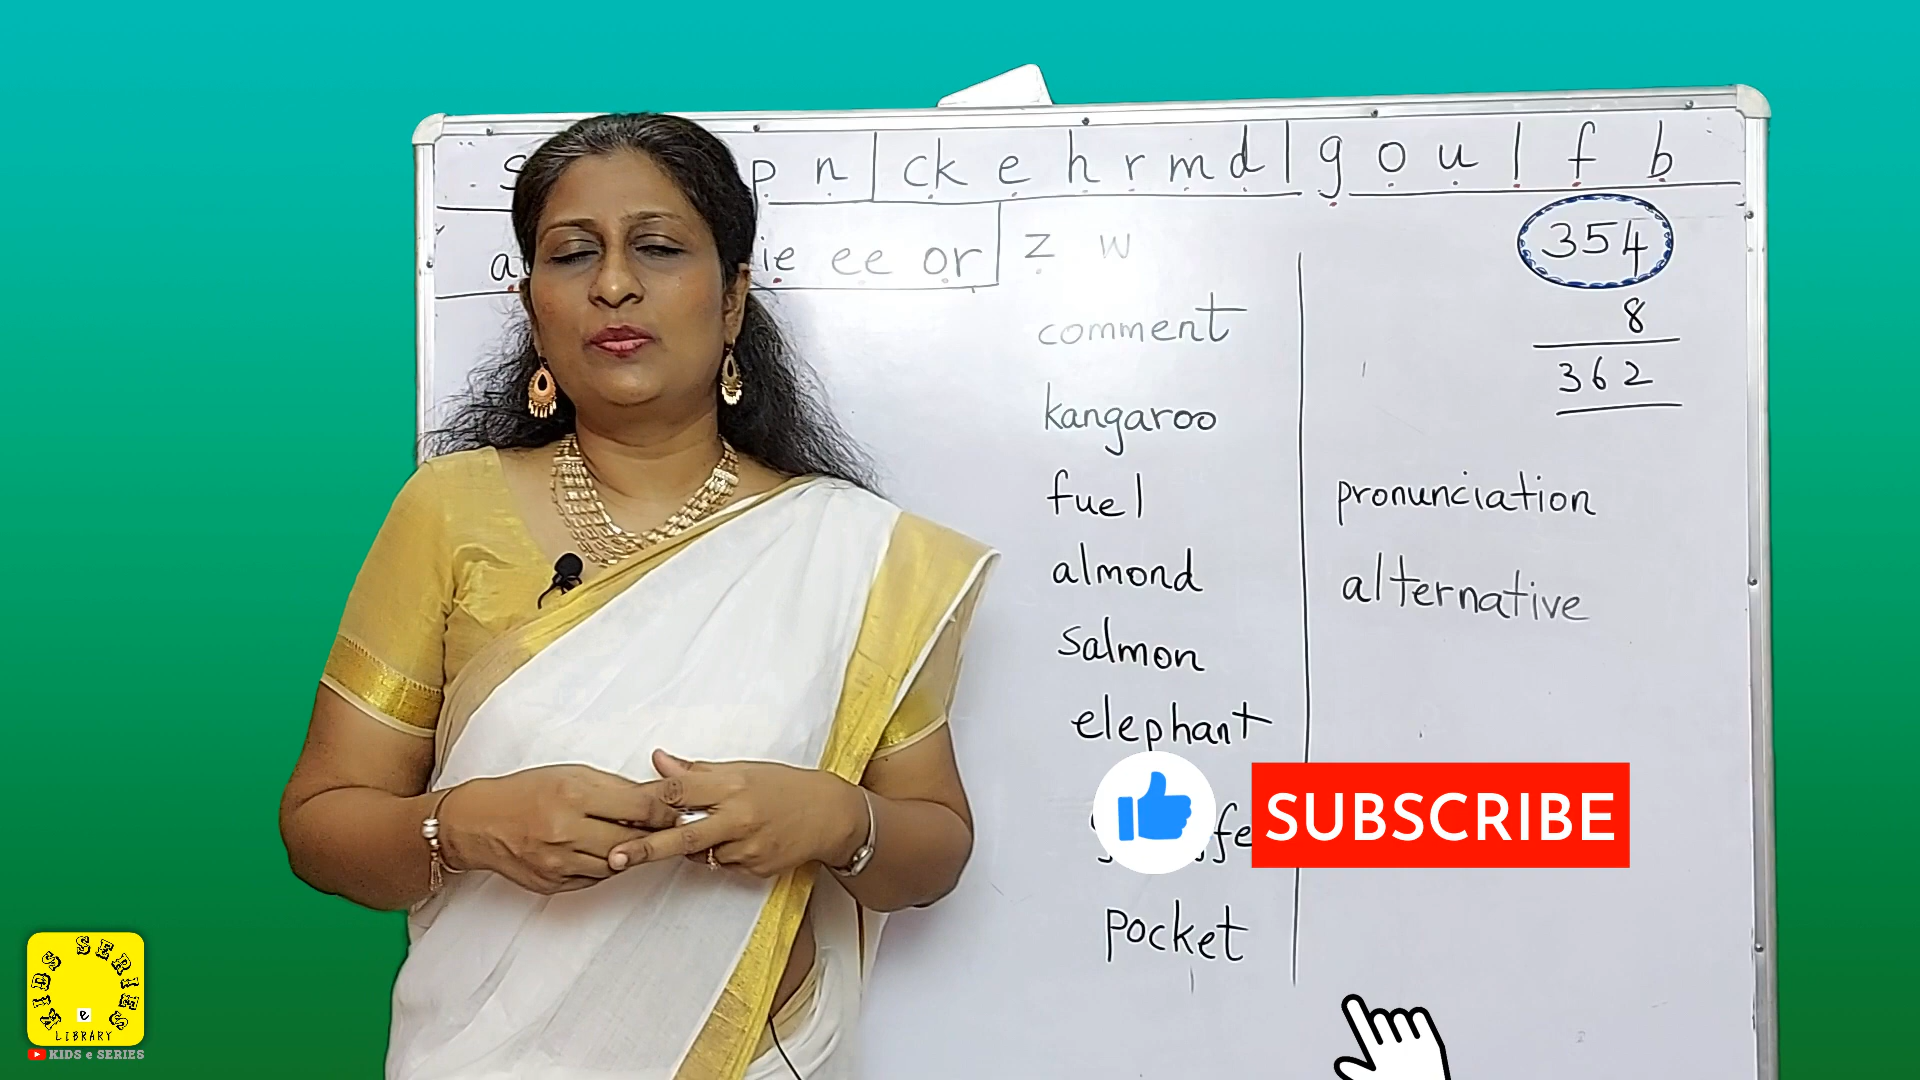 s p n ck e h r m d g o u l f b
ie ee or z w
354
8
362
comment
kangaroo
fuel
almond
salmon
elephant
pocket
pronunciation
alternative
SUBSCRIBE
KIDS SERIES
e
LIBRARY
KIDS e SERIES